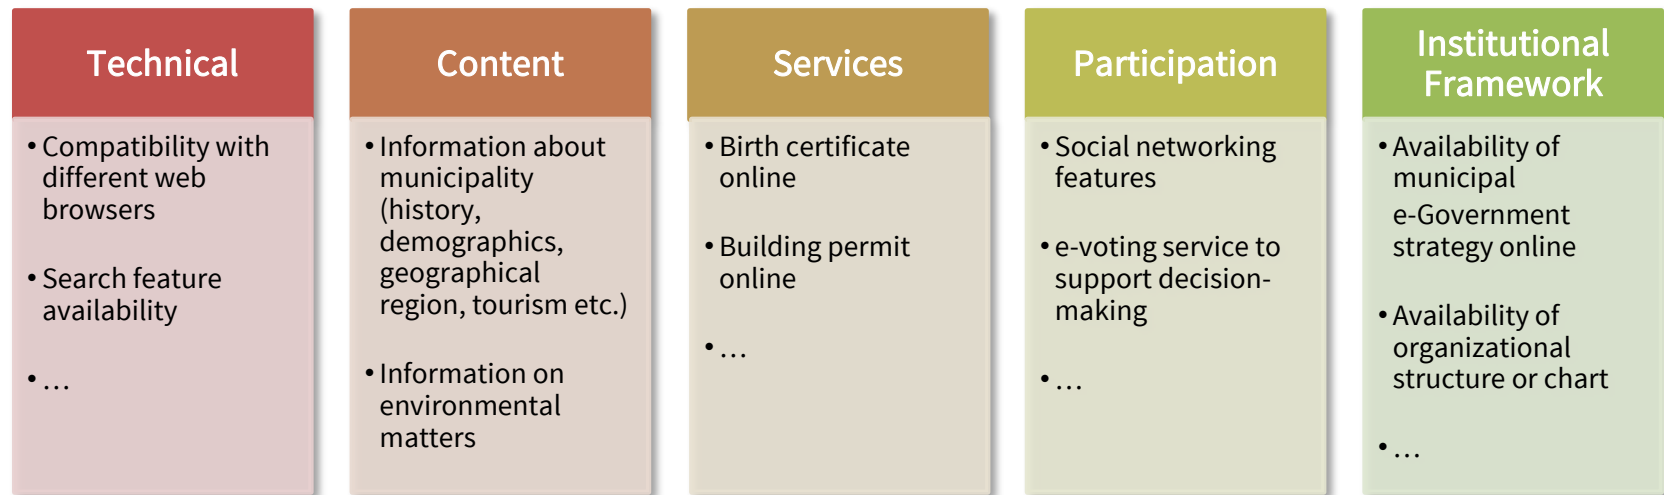 Technical
• Compatibility with
different web
browsers
• Search feature
availability
• …
Content
• Information about
municipality
(history,
demographics,
geographical
region, tourism etc.)
• Information on
environmental
matters
Services
• Birth certificate
online
• Building permit
online
• …
Participation
• Social networking
features
• e-voting service to
support decision-
making
• …
Institutional
Framework
• Availability of
municipal
e-Government
strategy online
• Availability of
organizational
structure or chart
• …